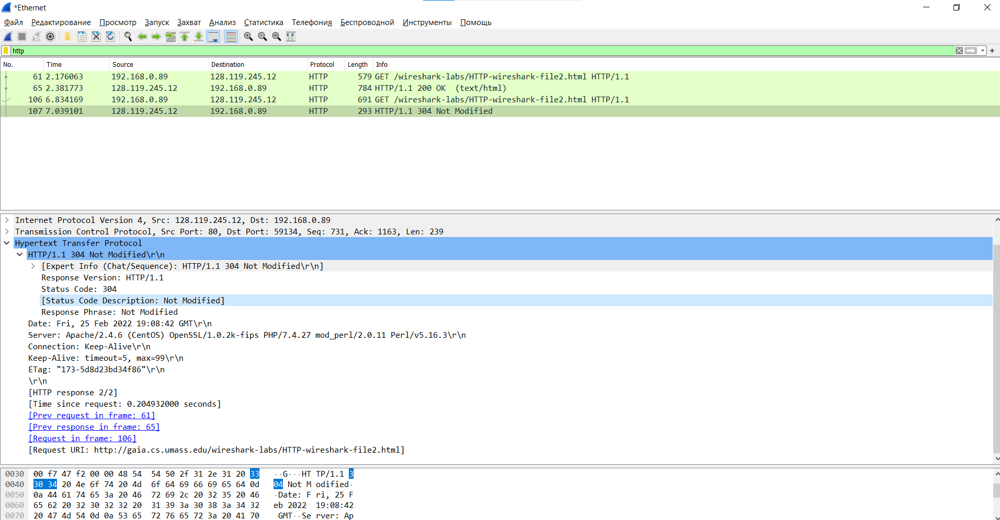 *Ethernet
Файл Редактирование Просмотр Запуск Захват Анализ Статистика Телефония Беспроводной Инструменты Помощь
http
No. Time Source Destination Protocol Length Info
61 2.176063 192.168.0.89 128.119.245.12 HTTP 579 GET /wireshark-labs/HTTP-wireshark-file2.html HTTP/1.1
65 2.381773 128.119.245.12 192.168.0.89 HTTP 784 HTTP/1.1 200 OK (text/html)
106 6.834169 192.168.0.89 128.119.245.12 HTTP 691 GET /wireshark-labs/HTTP-wireshark-file2.html HTTP/1.1
107 7.039101 128.119.245.12 192.168.0.89 HTTP 293 HTTP/1.1 304 Not Modified
Internet Protocol Version 4, Src: 128.119.245.12, Dst: 192.168.0.89
Transmission Control Protocol, Src Port: 80, Dst Port: 59134, Seq: 731, Ack: 1163, Len: 239
Hypertext Transfer Protocol
HTTP/1.1 304 Not Modified\r\n
[Expert Info (Chat/Sequence): HTTP/1.1 304 Not Modified\r\n]
Response Version: HTTP/1.1
Status Code: 304
[Status Code Description: Not Modified]
Response Phrase: Not Modified
Date: Fri, 25 Feb 2022 19:08:42 GMT\r\n
Server: Apache/2.4.6 (CentOS) OpenSSL/1.0.2k-fips PHP/7.4.27 mod_perl/2.0.11 Perl/v5.16.3\r\n
Connection: Keep-Alive\r\n
Keep-Alive: timeout=5, max=99\r\n
ETag: "173-5d8d23bd34f86"\r\n
\r\n
[HTTP response 2/2]
[Time since request: 0.204932000 seconds]
[Prev request in frame: 61]
[Prev response in frame: 65]
[Request in frame: 106]
[Request URI: http://gaia.cs.umass.edu/wireshark-labs/HTTP-wireshark-file2.html]
0030 00 f7 47 f2 00 00 48 54 54 50 2f 31 2e 31 20 33 ··G···HT TP/1.1 3
0040 30 34 20 4e 6f 74 20 4d 6f 64 69 66 69 65 64 0d 04 Not M odified·
0050 0a 44 61 74 65 3a 20 46 72 69 2c 20 32 35 20 46 ·Date: F ri, 25 F
0060 65 62 20 32 30 32 32 20 31 39 3a 30 38 3a 34 32 eb 2022 19:08:42
0070 20 47 4d 54 0d 0a 53 65 72 76 65 72 3a 20 41 70 GMT··Se rver: Ap